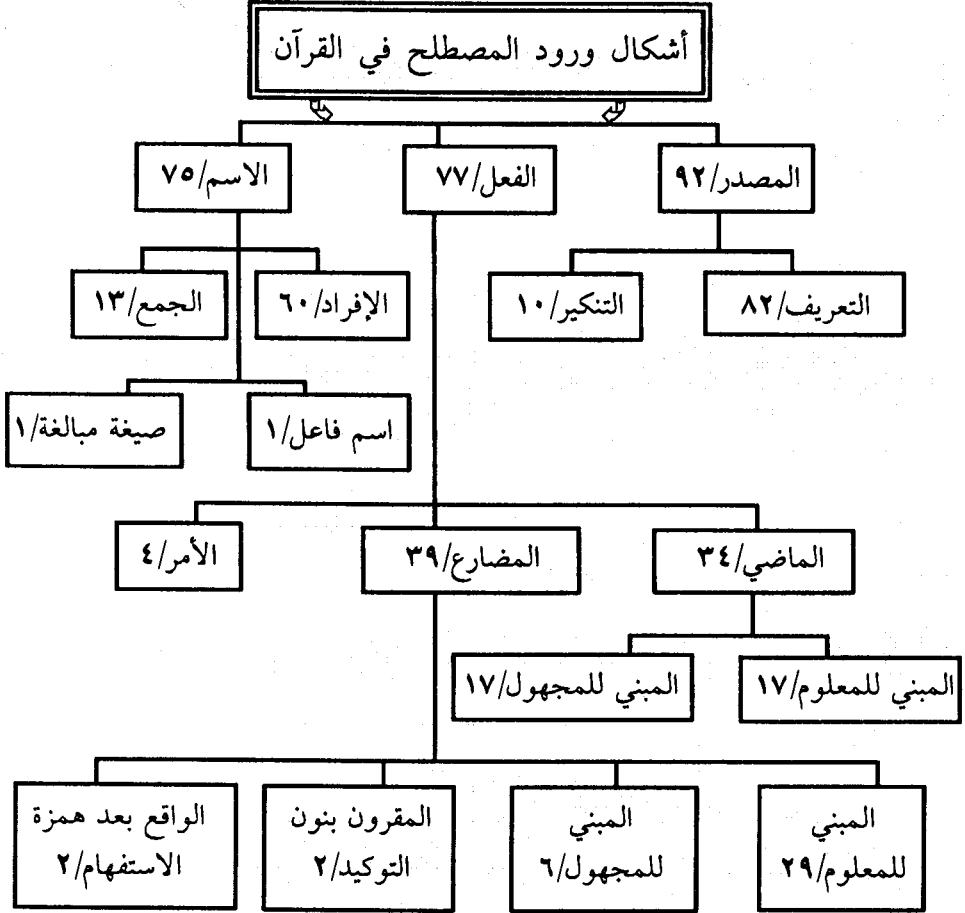 أشكال ورود المصطلح في القرآن
المصدر/٩٢
الفعل/٧٧
الاسم/٧٥
التعريف/٨٢
التنكير/١٠
الإفراد/٦٠
الجمع/١٣
اسم فاعل/١
صيغة مبالغة/١
الماضي/٣٤
المضارع/٣٩
الأمر/٤
المبني للمعلوم/١٧
المبني للمجهول/١٧
المبني
للمعلوم/٢٩
المبني
للمجهول/٦
المقرون بنون
التوكيد/٢
الواقع بعد همزة
الاستفهام/٢